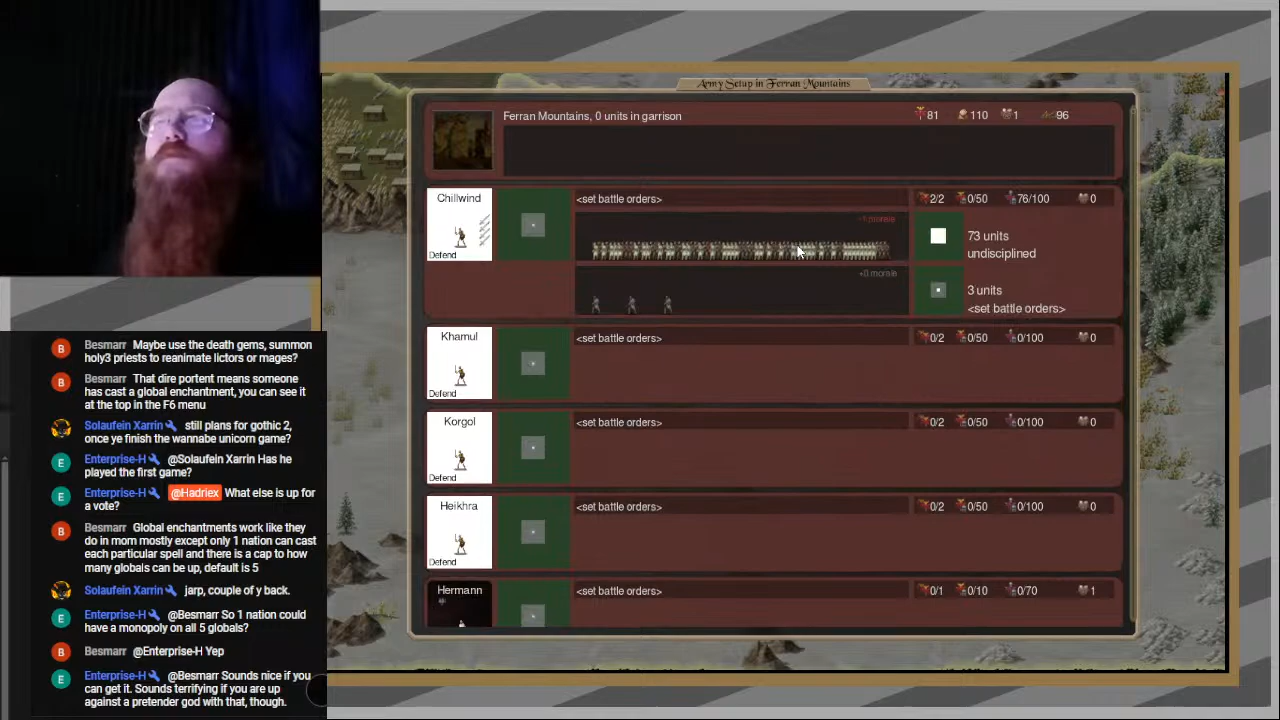 Besmarr Maybe use the death gems, summon
holy3 priests to reanimate lictors or mages?
Besmarr That dire portent means someone
has cast a global enchantment, you can see it
at the top in the F6 menu
Solaufein Xarrin still plans for gothic 2,
once ye finish the wannabe unicorn game?
Enterprise-H @Solaufein Xarrin Has he
played the first game?
Enterprise-H @Hadriex What else is up for
a vote?
Besmarr Global enchantments work like they
do in mom mostly except only 1 nation can cast
each particular spell and there is a cap to how
many globals can be up, default is 5
Solaufein Xarrin jarp, couple of y back.
Enterprise-H @Besmarr So 1 nation could
have a monopoly on all 5 globals?
Besmarr @Enterprise-H Yep
Enterprise-H @Besmarr Sounds nice if you
can get it. Sounds terrifying if you are up
against a pretender god with that, though.
Army Setup in Ferran Mountains
Ferran Mountains, 0 units in garrison
81 110 1 96
Chillwind
Defend
<set battle orders>
2/2 0/50 76/100 0
+1 morale
73 units
undisciplined
3 units
<set battle orders>
Khamul
Defend
<set battle orders>
0/2 0/50 0/100 0
Korgol
Defend
<set battle orders>
0/2 0/50 0/100 0
Heikhra
Defend
<set battle orders>
0/2 0/50 0/100 0
Hermann
<set battle orders>
0/1 0/10 0/70 1